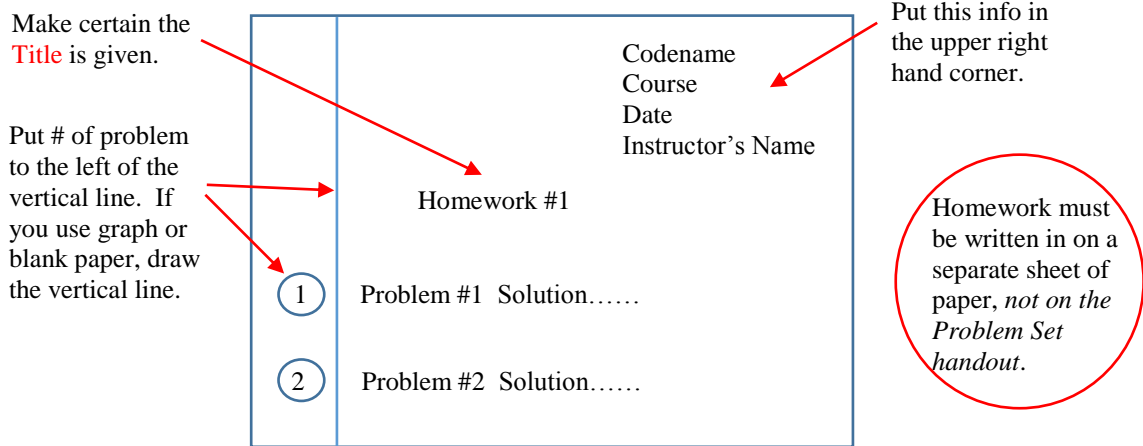 Make certain the
Title is given.
Put this info in
the upper right
hand corner.
Codename
Course
Date
Instructor’s Name
Put # of problem
to the left of the
vertical line.  If
you use graph or
blank paper, draw
the vertical line.
Homework #1
Homework must
be written in on a
separate sheet of
paper, not on the
Problem Set
handout.
1 Problem #1  Solution……
2 Problem #2  Solution……